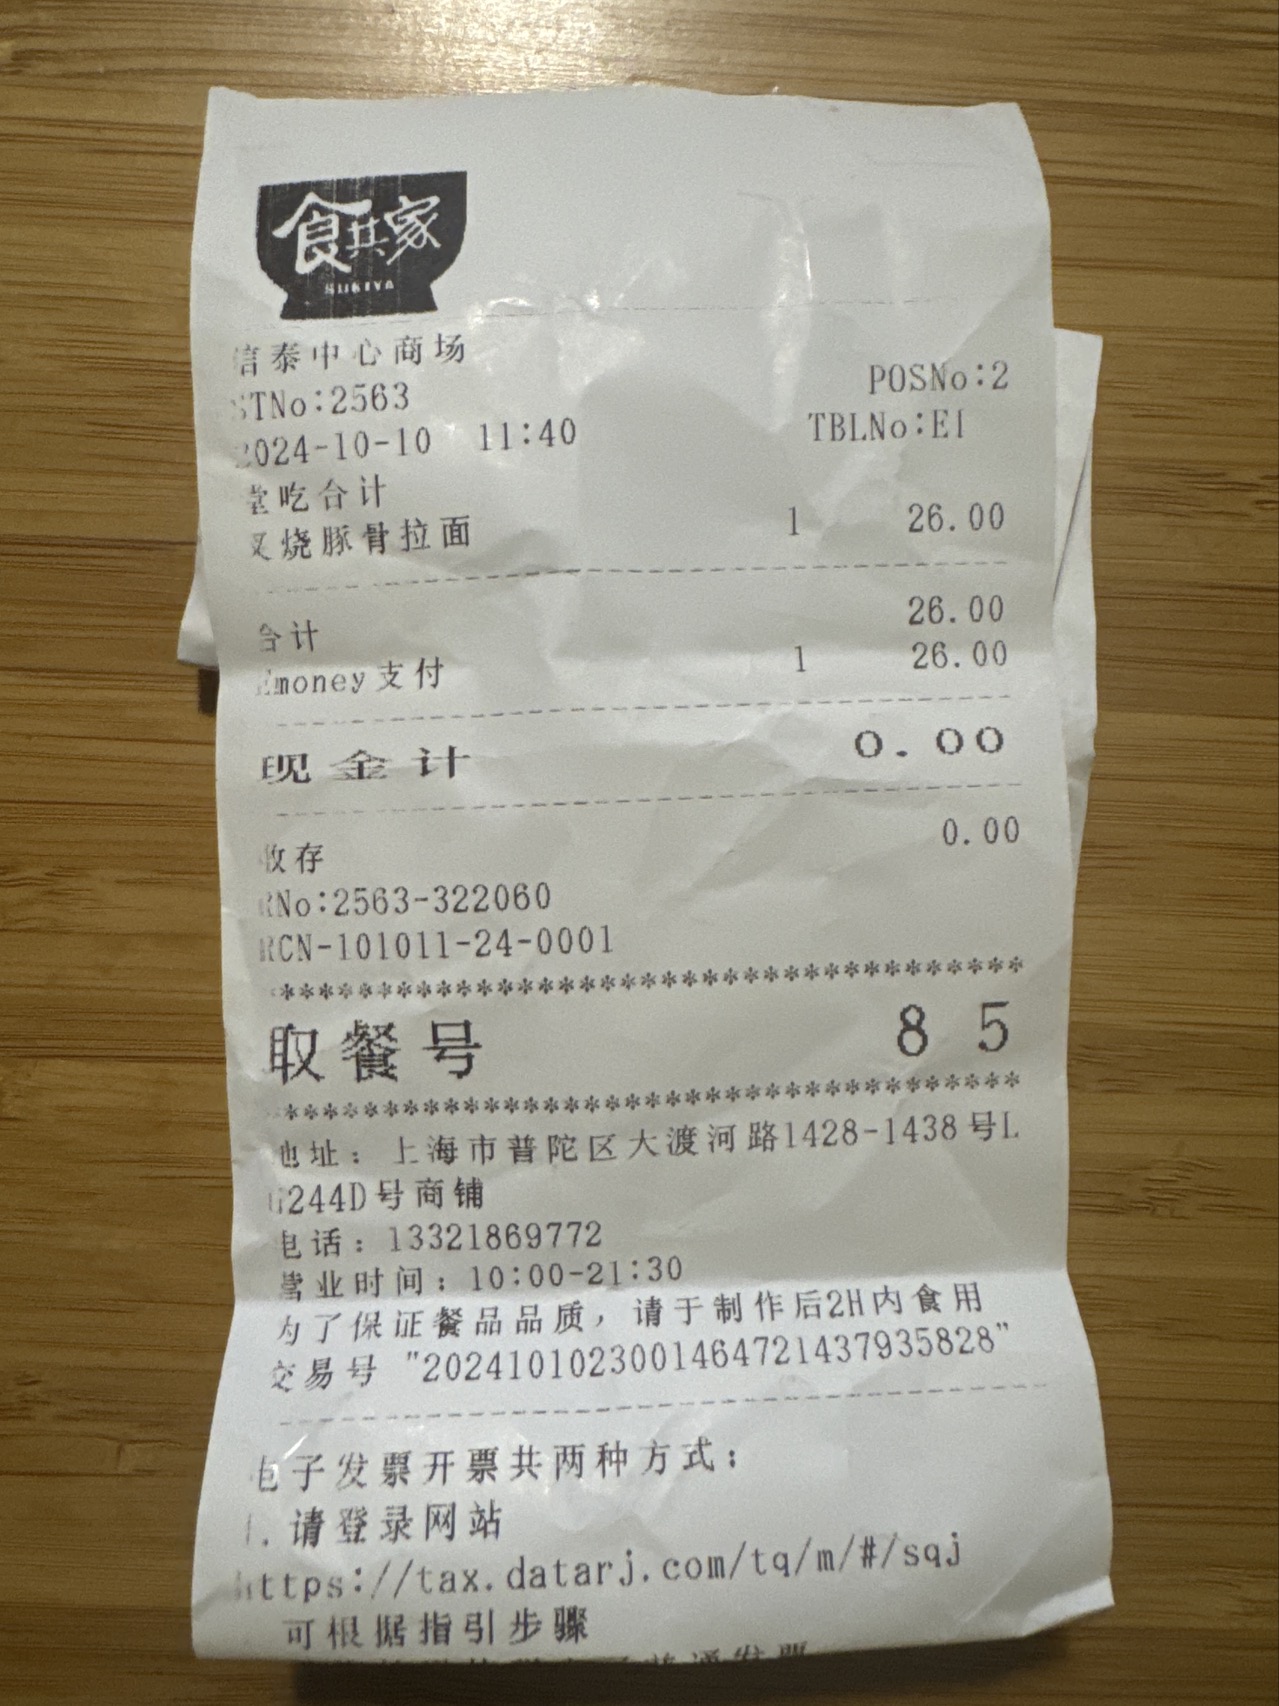 食其家
SUKIYA
信泰中心商场
STNo:2563 POSNo:2
2024-10-10 11:40 TBLNo:E1
堂吃合计
叉烧豚骨拉面 1 26.00
合计 26.00
Emoney支付 1 26.00
现金计 0.00
收存 0.00
RNo:2563-322060
RCN-101011-24-0001
****************************************
取餐号 85
****************************************
地址：上海市普陀区大渡河路1428-1438号L
G244D号商铺
电话：13321869772
营业时间：10:00-21:30
为了保证餐品品质，请于制作后2H内食用
交易号 "2024101023001464721437935828"
电子发票开票共两种方式：
1.请登录网站
https://tax.datarj.com/tq/m/#/sqj
可根据指引步骤
普通发票